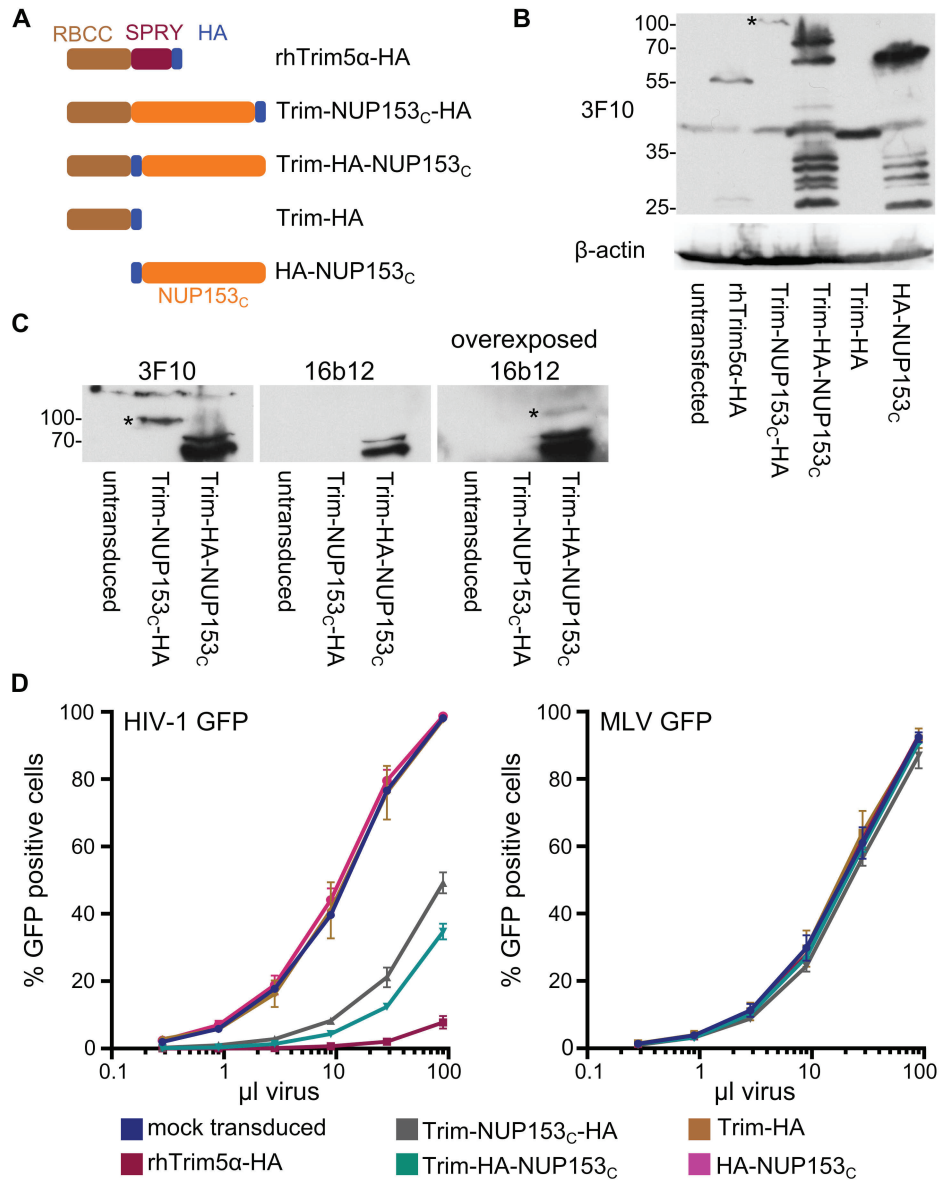 A
RBCC SPRY HA
rhTrim5α-HA
Trim-NUP153C-HA
Trim-HA-NUP153C
Trim-HA
HA-NUP153C
NUP153C
B
100-
*
70-
55-
3F10
35-
25-
β-actin
untransfected
rhTrim5α-HA
Trim-NUP153C-HA
Trim-HA-NUP153C
Trim-HA
HA-NUP153C
C
3F10
16b12
overexposed
16b12
100-
*
*
70-
untransduced
Trim-NUP153C-HA
Trim-HA-NUP153C
untransduced
Trim-NUP153C-HA
Trim-HA-NUP153C
untransduced
Trim-NUP153C-HA
Trim-HA-NUP153C
D
HIV-1 GFP
% GFP positive cells
100
80
60
40
20
0
0.1 1 10 100
µl virus
MLV GFP
% GFP positive cells
100
80
60
40
20
0
0.1 1 10 100
µl virus
mock transduced
rhTrim5α-HA
Trim-NUP153C-HA
Trim-HA-NUP153C
Trim-HA
HA-NUP153C